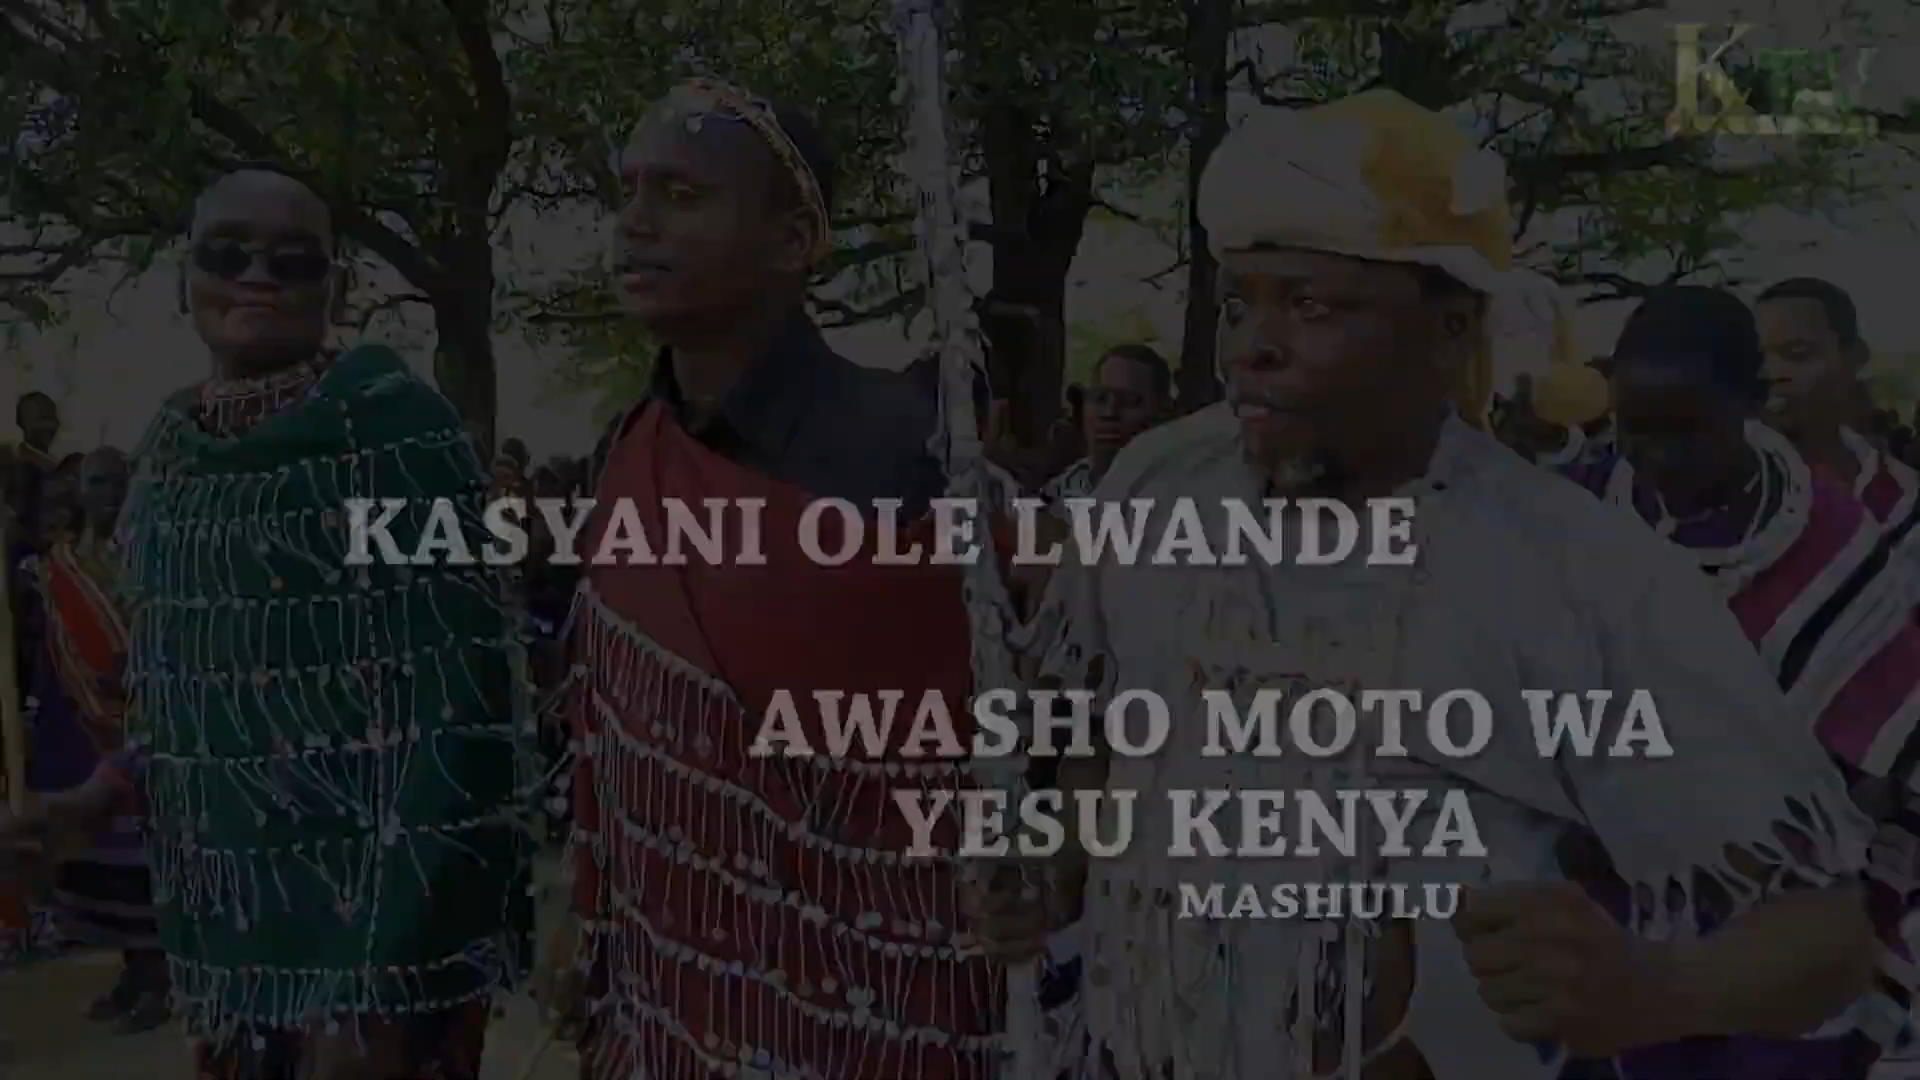 KASYANI OLE LWANDE
AWASHO MOTO WA
YESU KENYA
MASHULU